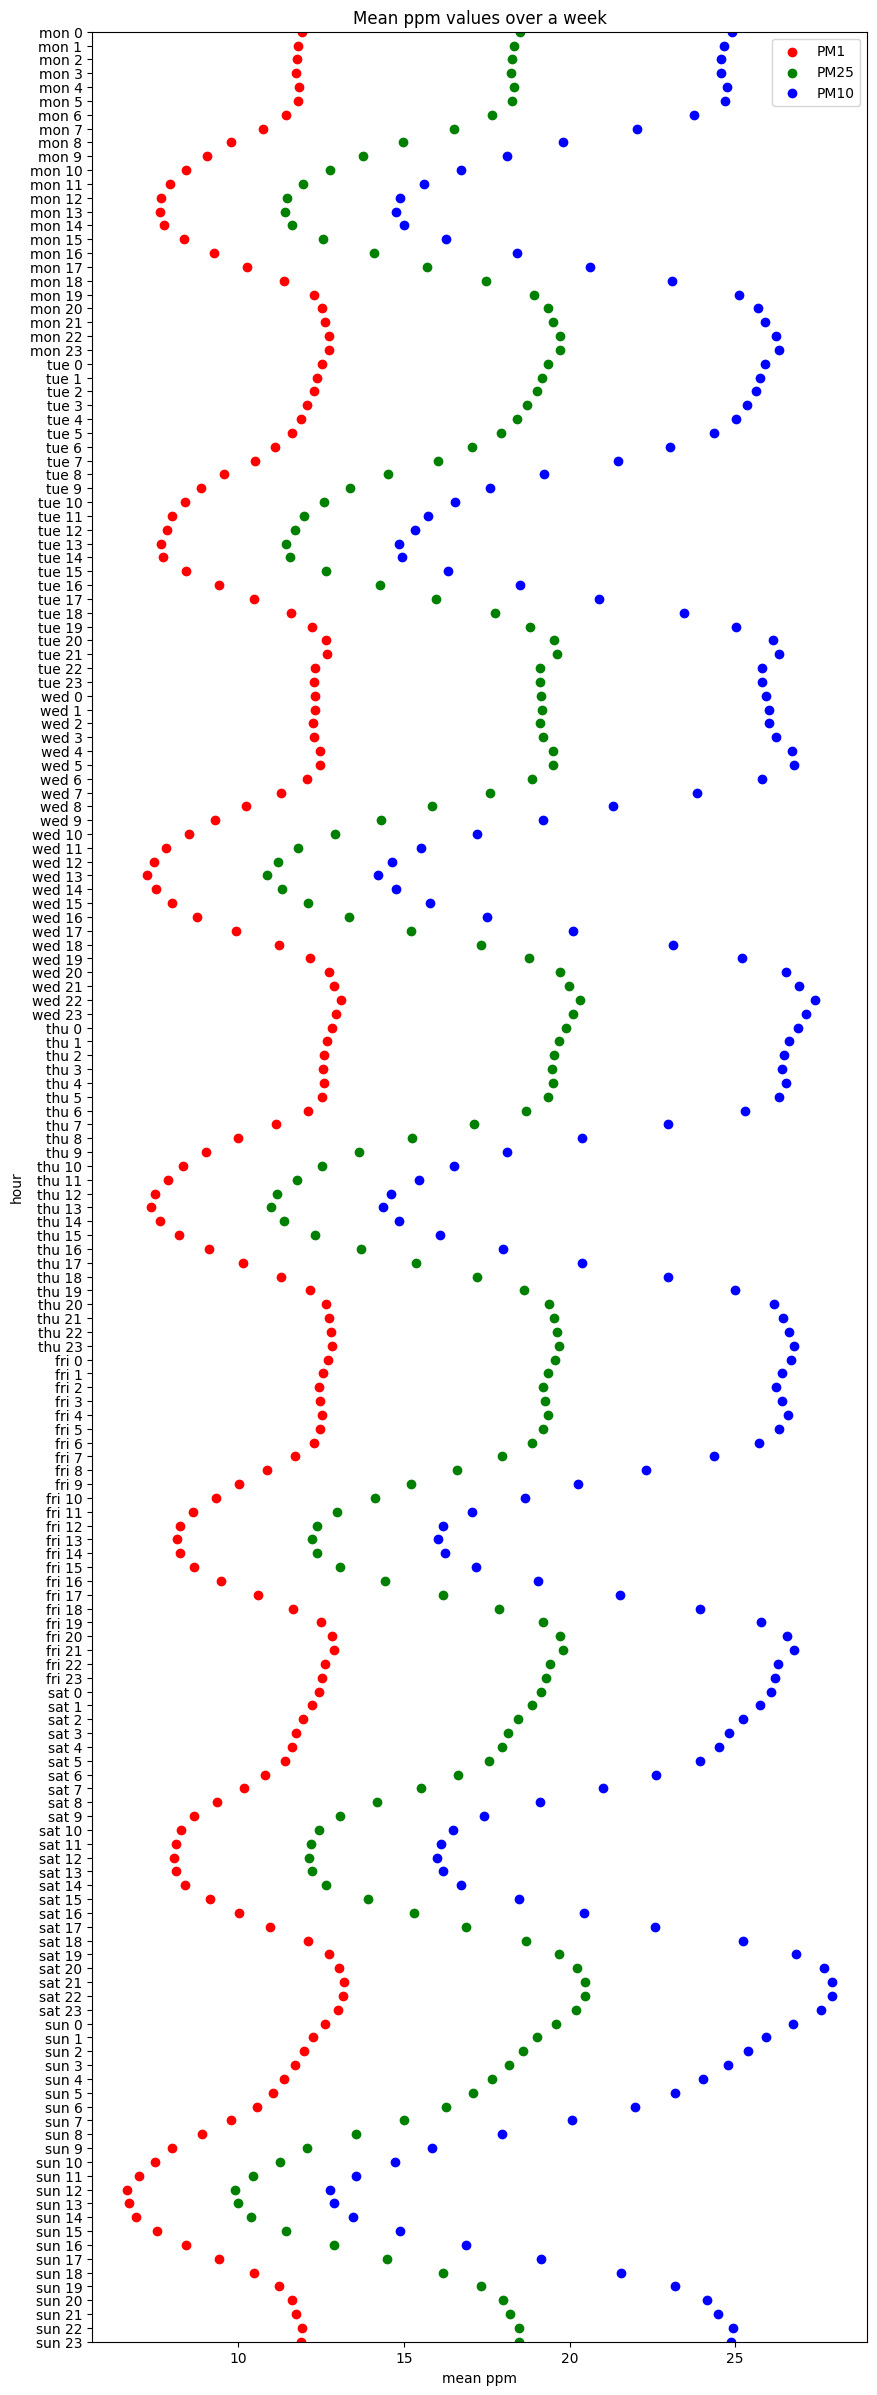 Mean ppm values over a week
PM1
PM25
PM10
mon 0
mon 1
mon 2
mon 3
mon 4
mon 5
mon 6
mon 7
mon 8
mon 9
mon 10
mon 11
mon 12
mon 13
mon 14
mon 15
mon 16
mon 17
mon 18
mon 19
mon 20
mon 21
mon 22
mon 23
tue 0
tue 1
tue 2
tue 3
tue 4
tue 5
tue 6
tue 7
tue 8
tue 9
tue 10
tue 11
tue 12
tue 13
tue 14
tue 15
tue 16
tue 17
tue 18
tue 19
tue 20
tue 21
tue 22
tue 23
wed 0
wed 1
wed 2
wed 3
wed 4
wed 5
wed 6
wed 7
wed 8
wed 9
wed 10
wed 11
wed 12
wed 13
wed 14
wed 15
wed 16
wed 17
wed 18
wed 19
wed 20
wed 21
wed 22
wed 23
thu 0
thu 1
thu 2
thu 3
thu 4
thu 5
thu 6
thu 7
thu 8
thu 9
thu 10
thu 11
thu 12
thu 13
thu 14
thu 15
thu 16
thu 17
thu 18
thu 19
thu 20
thu 21
thu 22
thu 23
fri 0
fri 1
fri 2
fri 3
fri 4
fri 5
fri 6
fri 7
fri 8
fri 9
fri 10
fri 11
fri 12
fri 13
fri 14
fri 15
fri 16
fri 17
fri 18
fri 19
fri 20
fri 21
fri 22
fri 23
sat 0
sat 1
sat 2
sat 3
sat 4
sat 5
sat 6
sat 7
sat 8
sat 9
sat 10
sat 11
sat 12
sat 13
sat 14
sat 15
sat 16
sat 17
sat 18
sat 19
sat 20
sat 21
sat 22
sat 23
sun 0
sun 1
sun 2
sun 3
sun 4
sun 5
sun 6
sun 7
sun 8
sun 9
sun 10
sun 11
sun 12
sun 13
sun 14
sun 15
sun 16
sun 17
sun 18
sun 19
sun 20
sun 21
sun 22
sun 23
hour
10 15 20 25
mean ppm